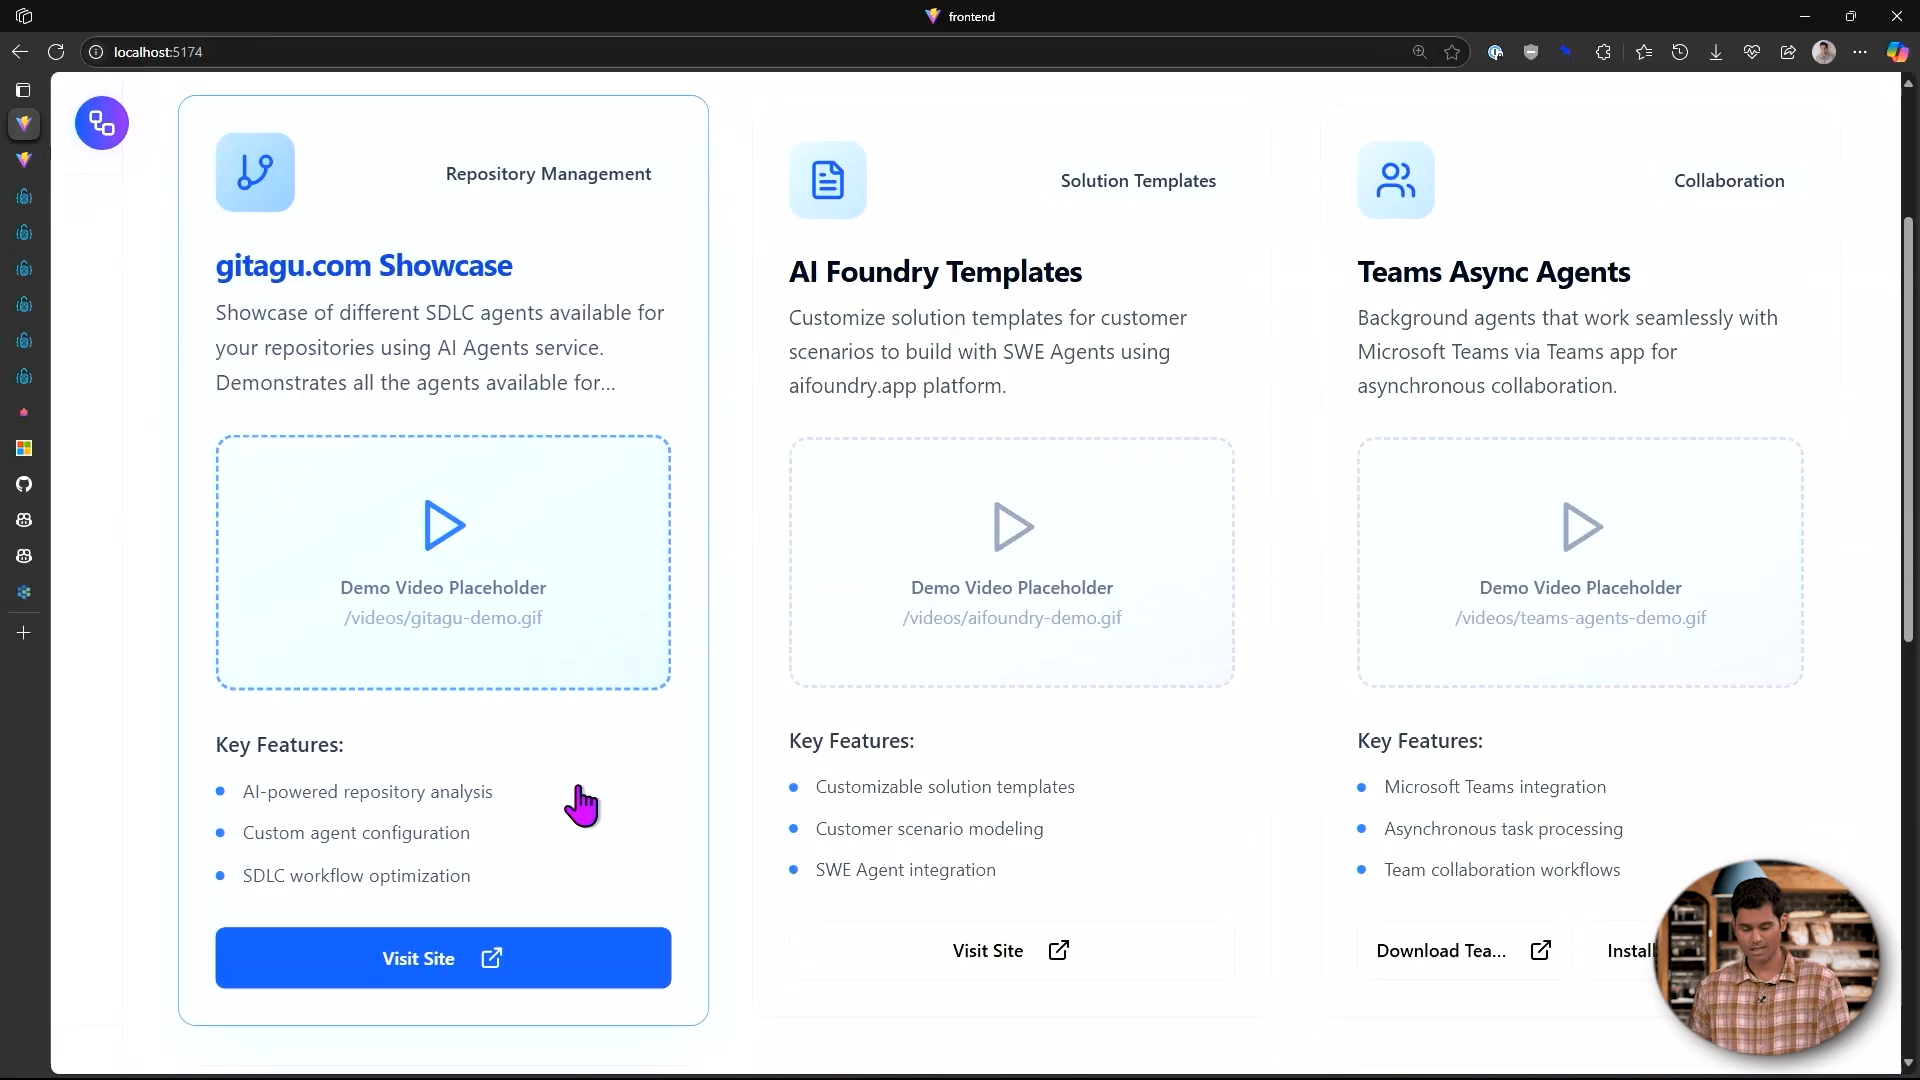 frontend
localhost:5174
Repository Management
gitagu.com Showcase
Showcase of different SDLC agents available for
your repositories using AI Agents service.
Demonstrates all the agents available for...
Demo Video Placeholder
/videos/gitagu-demo.gif
Key Features:
AI-powered repository analysis
Custom agent configuration
SDLC workflow optimization
Visit Site
Solution Templates
AI Foundry Templates
Customize solution templates for customer
scenarios to build with SWE Agents using
aifoundry.app platform.
Demo Video Placeholder
/videos/aifoundry-demo.gif
Key Features:
Customizable solution templates
Customer scenario modeling
SWE Agent integration
Visit Site
Collaboration
Teams Async Agents
Background agents that work seamlessly with
Microsoft Teams via Teams app for
asynchronous collaboration.
Demo Video Placeholder
/videos/teams-agents-demo.gif
Key Features:
Microsoft Teams integration
Asynchronous task processing
Team collaboration workflows
Download Tea...
Install